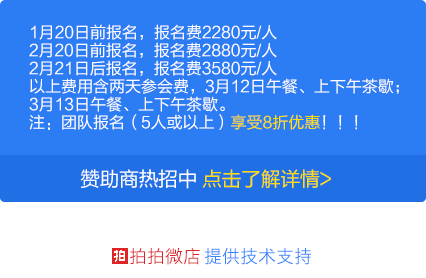 1月20日前报名，报名费2280元/人
2月20日前报名，报名费2880元/人
2月21日后报名，报名费3580元/人
以上费用含两天参会费，3月12日午餐、上下午茶歇；
3月13日午餐、上下午茶歇。
注：团队报名（5人或以上）享受8折优惠！！！
赞助商热招中 点击了解详情>
拍 拍拍微店 提供技术支持